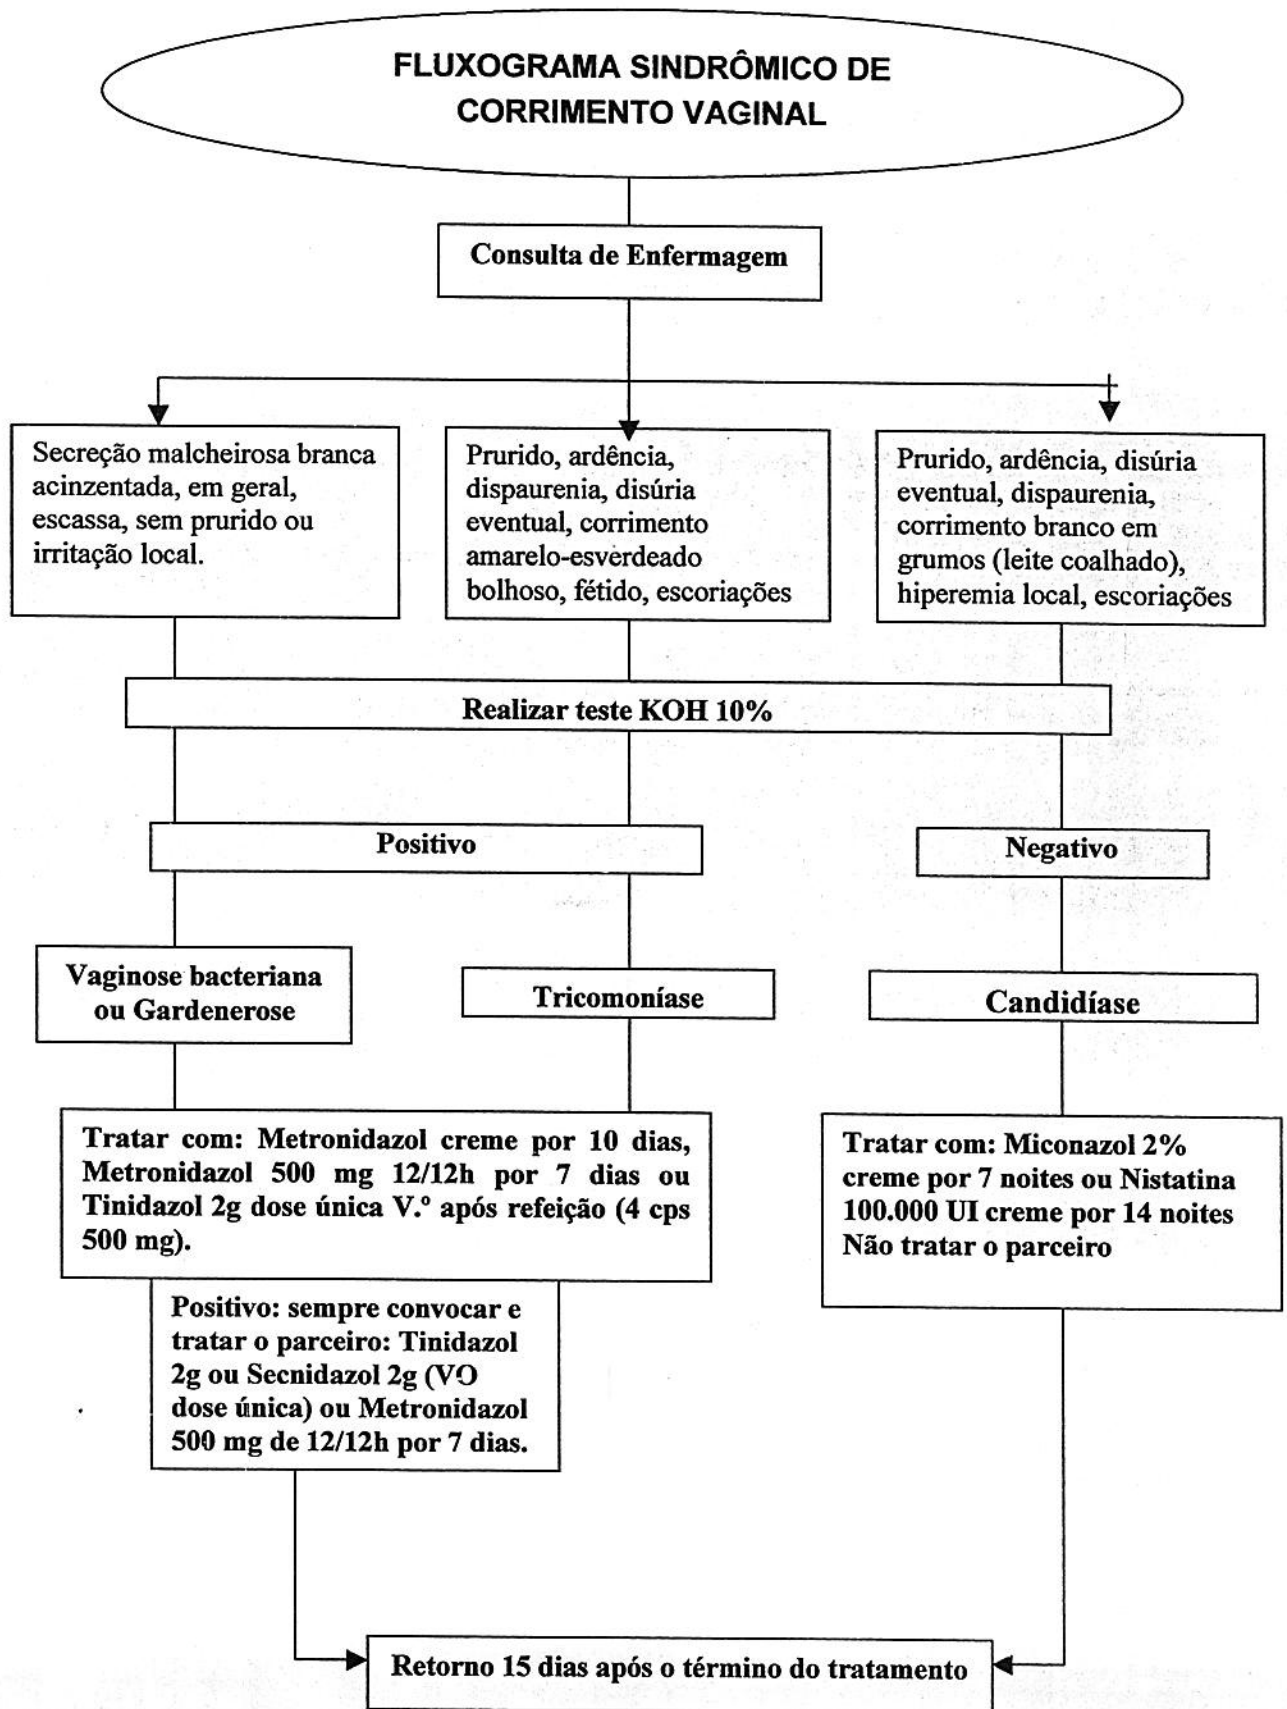 FLUXOGRAMA SINDRÔMICO DE
CORRIMENTO VAGINAL
Consulta de Enfermagem
Secreção malcheirosa branca
acinzentada, em geral,
escassa, sem prurido ou
irritação local.
Prurido, ardência,
dispaurenia, disúria
eventual, corrimento
amarelo-esverdeado
bolhoso, fétido, escoriações
Prurido, ardência, disúria
eventual, dispaurenia,
corrimento branco em
grumos (leite coalhado),
hiperemia local, escoriações
Realizar teste KOH 10%
Positivo
Negativo
Vaginose bacteriana
ou Gardenerose
Tricomoníase
Candidíase
Tratar com: Metronidazol creme por 10 dias,
Metronidazol 500 mg 12/12h por 7 dias ou
Tinidazol 2g dose única V.º após refeição (4 cps
500 mg).
Tratar com: Miconazol 2%
creme por 7 noites ou Nistatina
100.000 UI creme por 14 noites
Não tratar o parceiro
Positivo: sempre convocar e
tratar o parceiro: Tinidazol
2g ou Secnidazol 2g (VO
dose única) ou Metronidazol
500 mg de 12/12h por 7 dias.
Retorno 15 dias após o término do tratamento